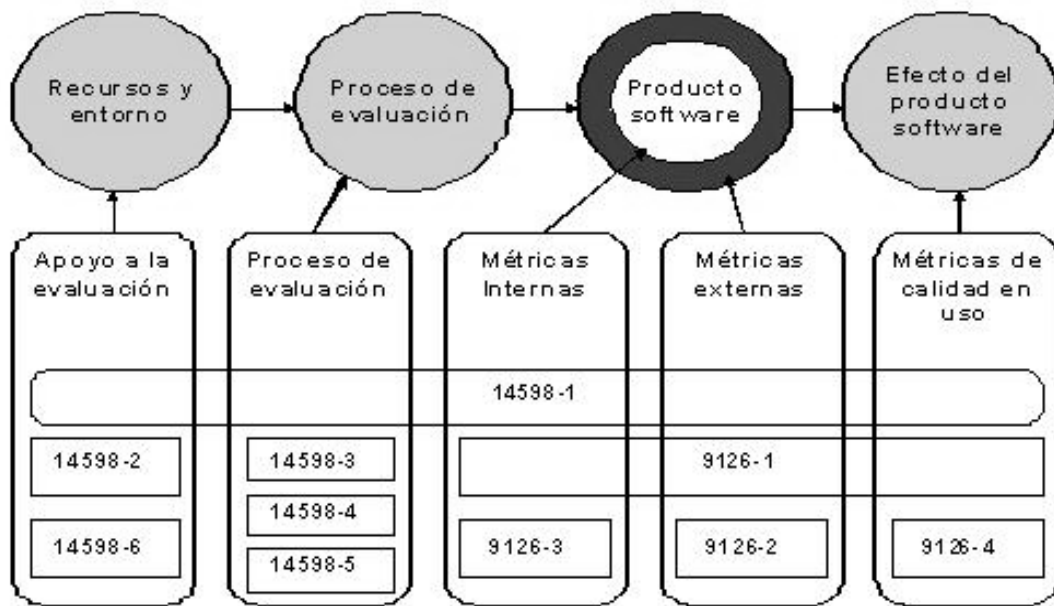 Recursos y
entorno
Proceso de
evaluación
Producto
software
Efecto del
producto
software
Apoyo a la
evaluación
Proceso de
evaluación
Métricas
Internas
Métricas
externas
Métricas de
calidad en
uso
14598-1
14598-2
14598-3
9126-1
14598-4
14598-6
14598-5
9126-3
9126-2
9126-4